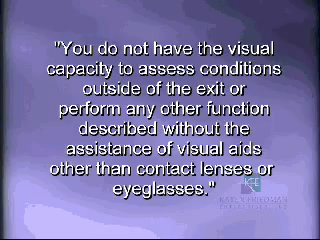 "You do not have the visual
capacity to assess conditions
outside of the exit or
perform any other function
described without the
assistance of visual aids
other than contact lenses or
eyeglasses."